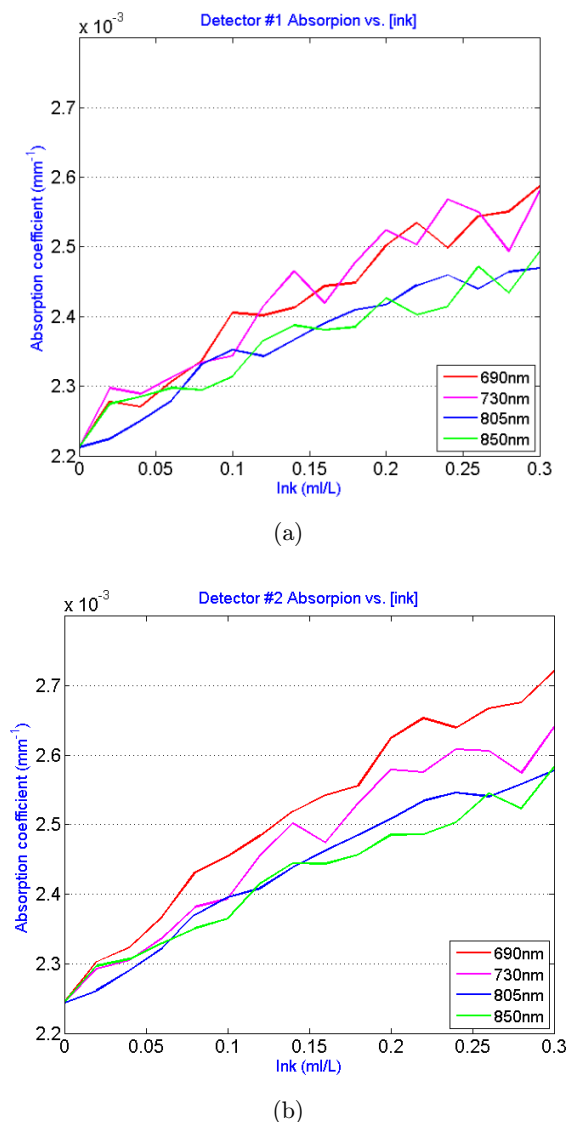 x 10⁻³
Detector #1 Absorpion vs. [ink]
Absorption coefficient (mm⁻¹)
2.7
2.6
2.5
2.4
2.3
2.2
0 0.05 0.1 0.15 0.2 0.25 0.3
Ink (ml/L)
690nm
730nm
805nm
850nm
(a)
x 10⁻³
Detector #2 Absorpion vs. [ink]
Absorption coefficient (mm⁻¹)
2.7
2.6
2.5
2.4
2.3
2.2
0 0.05 0.1 0.15 0.2 0.25 0.3
Ink (ml/L)
690nm
730nm
805nm
850nm
(b)